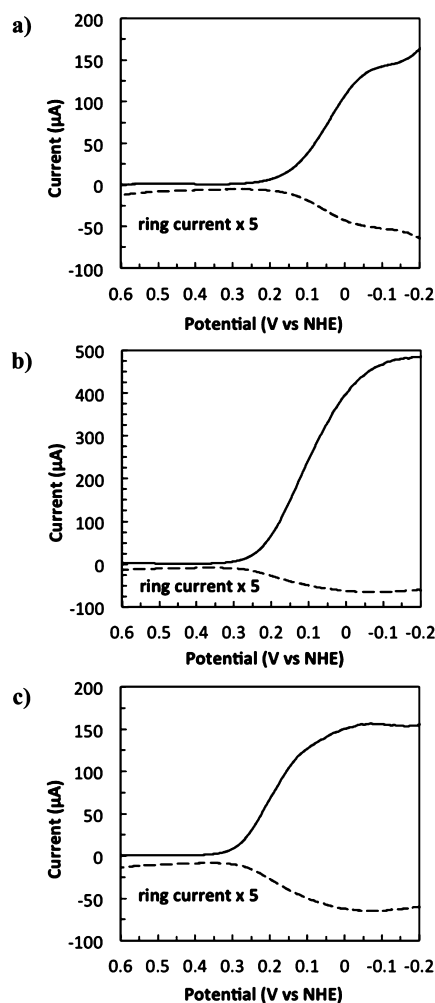 a)
200
150
100
50
0
-50
-100
Current (µA)
ring current x 5
0.6 0.5 0.4 0.3 0.2 0.1 0 -0.1 -0.2
Potential (V vs NHE)
b)
500
400
300
200
100
0
-100
Current (µA)
ring current x 5
0.6 0.5 0.4 0.3 0.2 0.1 0 -0.1 -0.2
Potential (V vs NHE)
c)
200
150
100
50
0
-50
-100
Current (µA)
ring current x 5
0.6 0.5 0.4 0.3 0.2 0.1 0 -0.1 -0.2
Potential (V vs NHE)